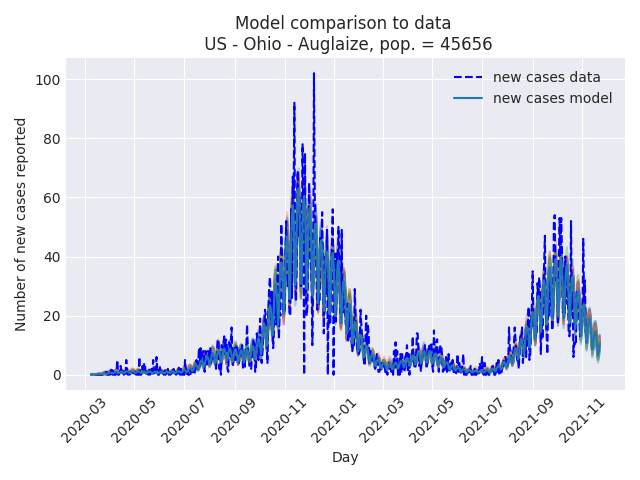 Model comparison to data
US - Ohio - Auglaize, pop. = 45656
new cases data
new cases model
Number of new cases reported
100
80
60
40
20
0
2020-03
2020-05
2020-07
2020-09
2020-11
2021-01
2021-03
2021-05
2021-07
2021-09
2021-11
Day